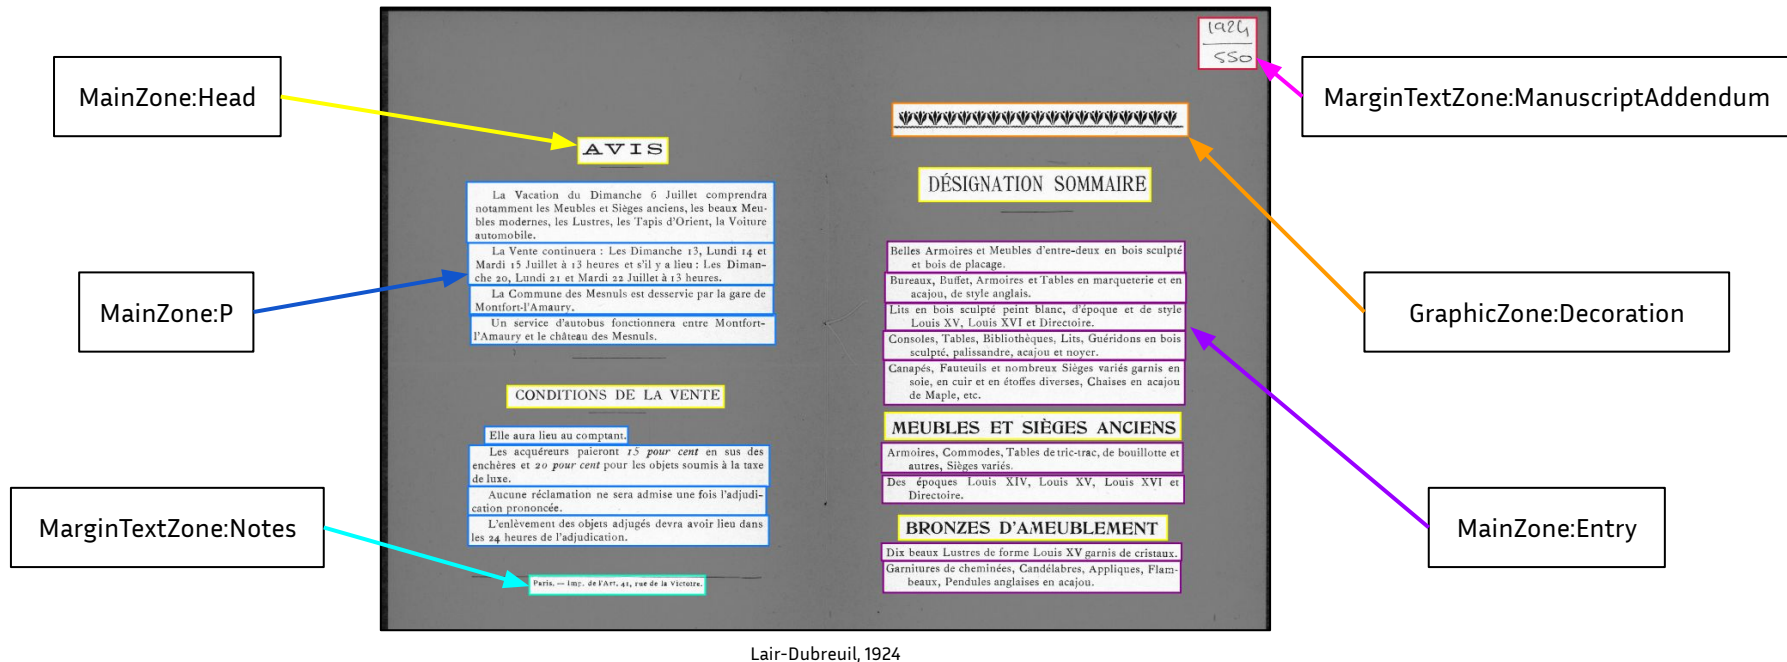 MainZone:Head
MainZone:P
MarginTextZone:Notes
AVIS
La Vacation du Dimanche 6 Juillet comprendra
notamment les Meubles et Sièges anciens, les beaux Meu-
bles modernes, les Lustres, les Tapis d'Orient, la Voiture
automobile.
La Vente continuera : Les Dimanche 13, Lundi 14 et
Mardi 15 Juillet à 13 heures et s'il y a lieu : Les Diman-
che 20, Lundi 21 et Mardi 22 Juillet à 13 heures.
La Commune des Mesnuls est desservie par la gare de
Montfort-l'Amaury.
Un service d'autobus fonctionnera entre Montfort-
l'Amaury et le château des Mesnuls.
CONDITIONS DE LA VENTE
Elle aura lieu au comptant.
Les acquéreurs paieront 15 pour cent en sus des
enchères et 20 pour cent pour les objets soumis à la taxe
de luxe.
Aucune réclamation ne sera admise une fois l'adjudi-
cation prononcée.
L'enlèvement des objets adjugés devra avoir lieu dans
les 24 heures de l'adjudication.
Paris. — Imp. de l'Art. 41, rue de la Victoire.
1924
550
DÉSIGNATION SOMMAIRE
Belles Armoires et Meubles d'entre-deux en bois sculpté
et bois de placage.
Bureaux, Buffet, Armoires et Tables en marqueterie et en
acajou, de style anglais.
Lits en bois sculpté peint blanc, d'époque et de style
Louis XV, Louis XVI et Directoire.
Consoles, Tables, Bibliothèques, Lits, Guéridons en bois
sculpté, palissandre, acajou et noyer.
Canapés, Fauteuils et nombreux Sièges variés garnis en
soie, en cuir et en étoffes diverses, Chaises en acajou
de Maple, etc.
MEUBLES ET SIÈGES ANCIENS
Armoires, Commodes, Tables de tric-trac, de bouillotte et
autres, Sièges variés.
Des époques Louis XIV, Louis XV, Louis XVI et
Directoire.
BRONZES D'AMEUBLEMENT
Dix beaux Lustres de forme Louis XV garnis de cristaux.
Garnitures de cheminées, Candélabres, Appliques, Flam-
beaux, Pendules anglaises en acajou.
MarginTextZone:ManuscriptAddendum
GraphicZone:Decoration
MainZone:Entry
Lair-Dubreuil, 1924